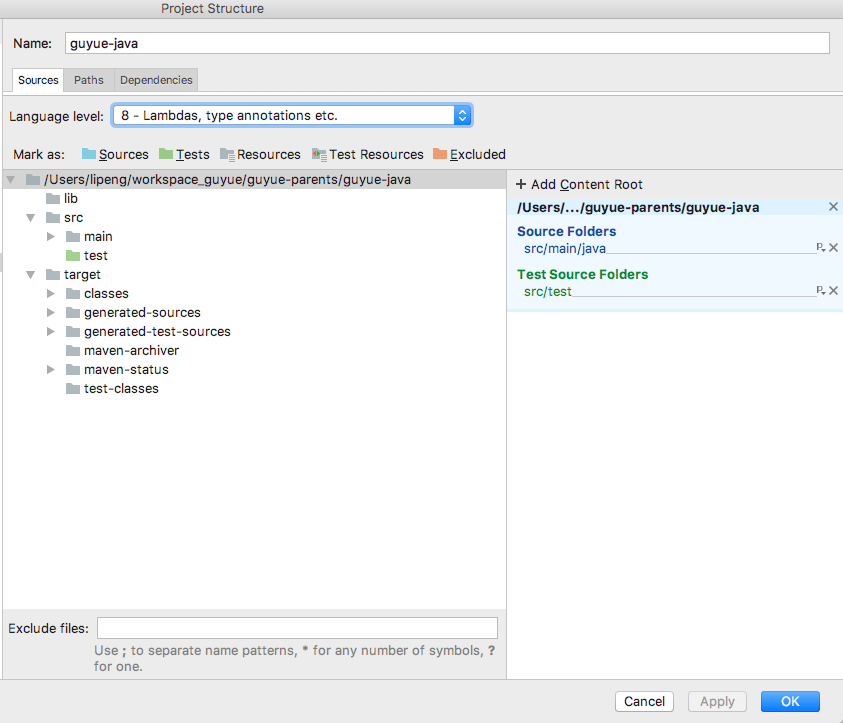 Project Structure
Name: guyue-java
Sources Paths Dependencies
Language level: 8 - Lambdas, type annotations etc.
Mark as: Sources Tests Resources Test Resources Excluded
/Users/lipeng/workspace_guyue/guyue-parents/guyue-java
lib
src
main
test
target
classes
generated-sources
generated-test-sources
maven-archiver
maven-status
test-classes
+ Add Content Root
/Users/.../guyue-parents/guyue-java
Source Folders
src/main/java
Test Source Folders
src/test
Exclude files:
Use ; to separate name patterns, * for any number of symbols, ?
for one.
Cancel Apply OK